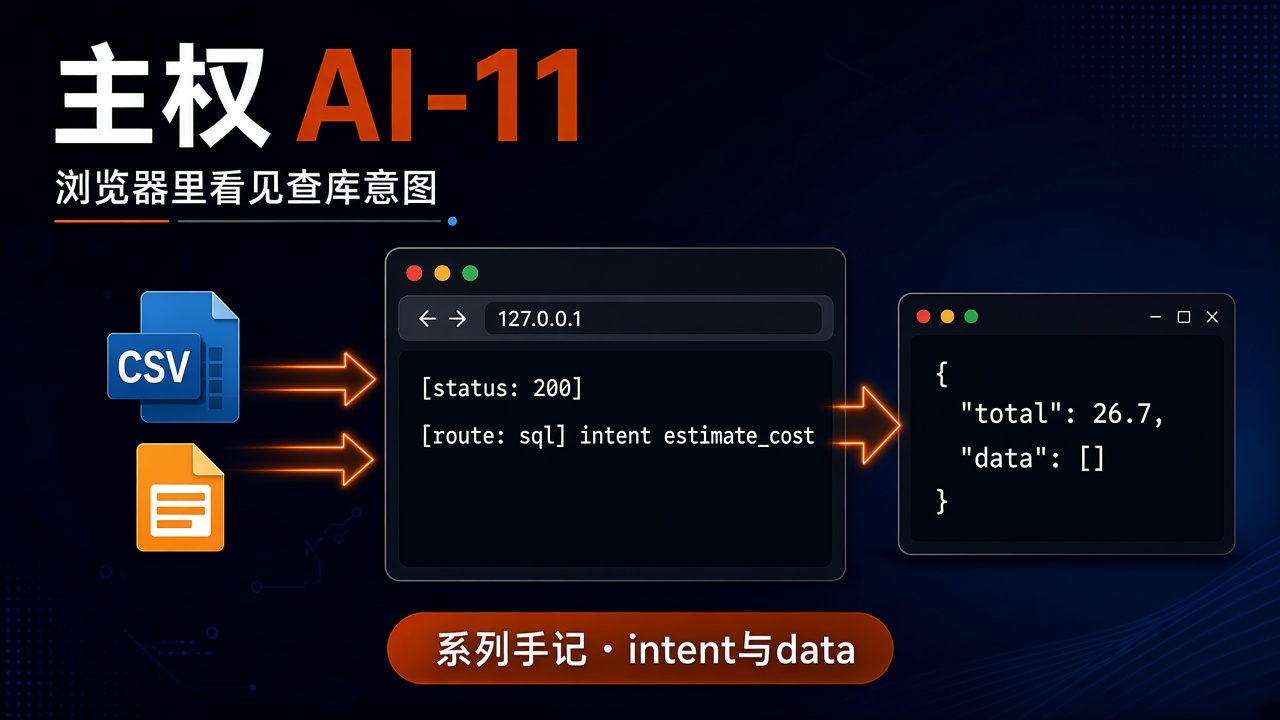 主权 AI-11
浏览器里看见查库意图
CSV
127.0.0.1
[status: 200]
[route: sql] intent estimate_cost
{
"total": 26.7,
"data": []
}
系列手记·intent与data